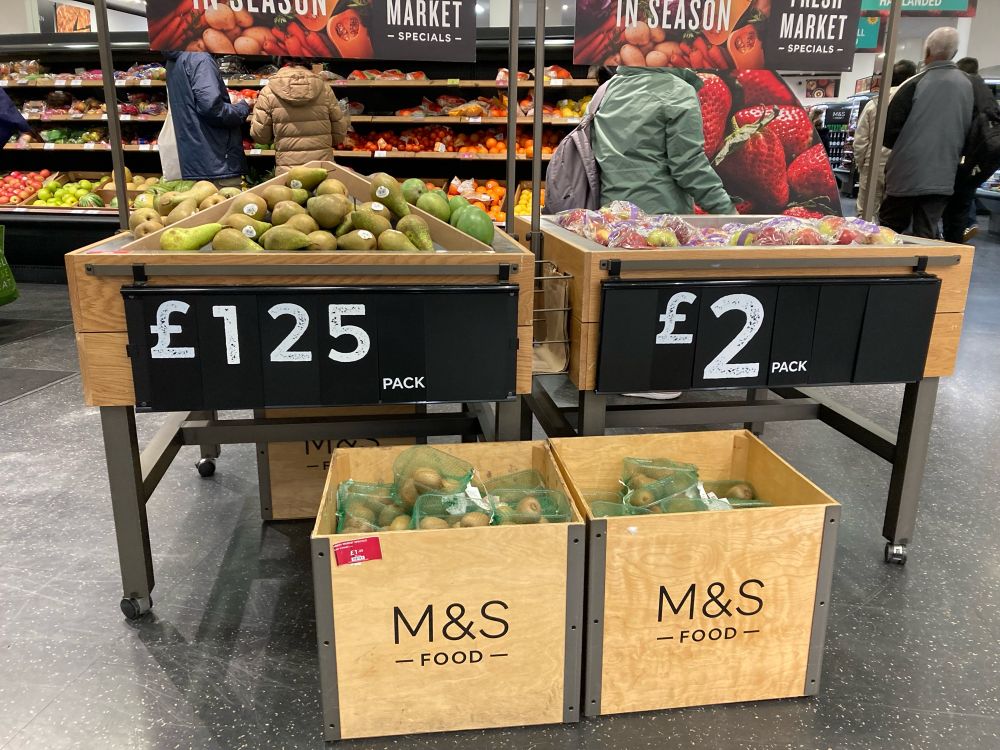 MARKET
- SPECIALS -
IN SEASON
IN SEASON
FRESH
MARKET
- SPECIALS -
M&S
£125
PACK
£2
PACK
M&S
M&S
— FOOD —
M&S
— FOOD —